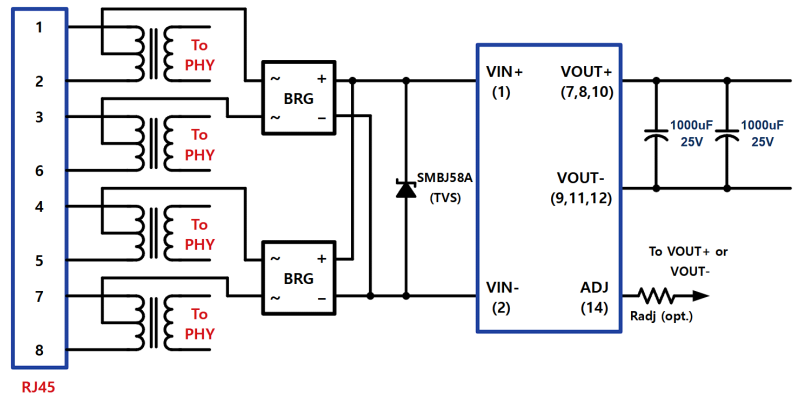 1
2
3
6
4
5
7
8
RJ45
To
PHY
To
PHY
To
PHY
To
PHY
~ +
BRG
~ −
~ +
BRG
~ −
SMBJ58A
(TVS)
VIN+
(1)
VIN-
(2)
VOUT+
(7,8,10)
VOUT-
(9,11,12)
ADJ
(14)
1000uF
25V
1000uF
25V
To VOUT+ or
VOUT-
Radj (opt.)